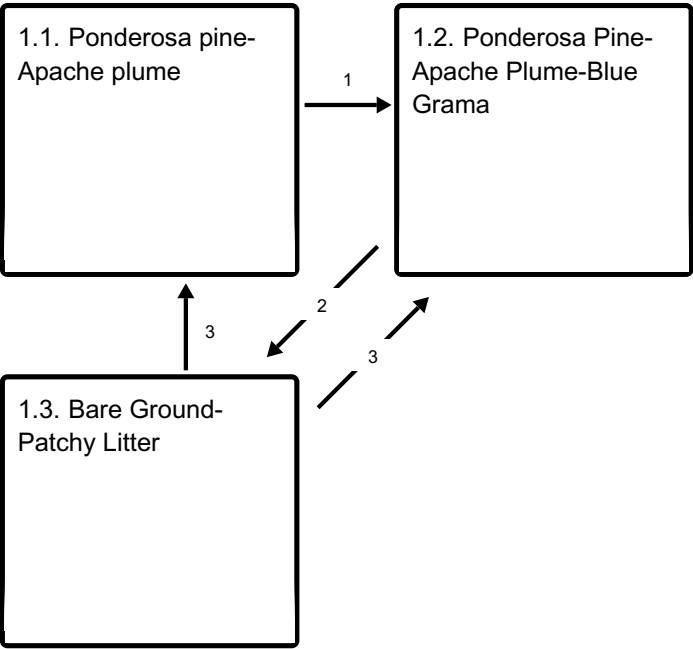 1.1. Ponderosa pine-
Apache plume
1
1.2. Ponderosa Pine-
Apache Plume-Blue
Grama
2
3
3
1.3. Bare Ground-
Patchy Litter